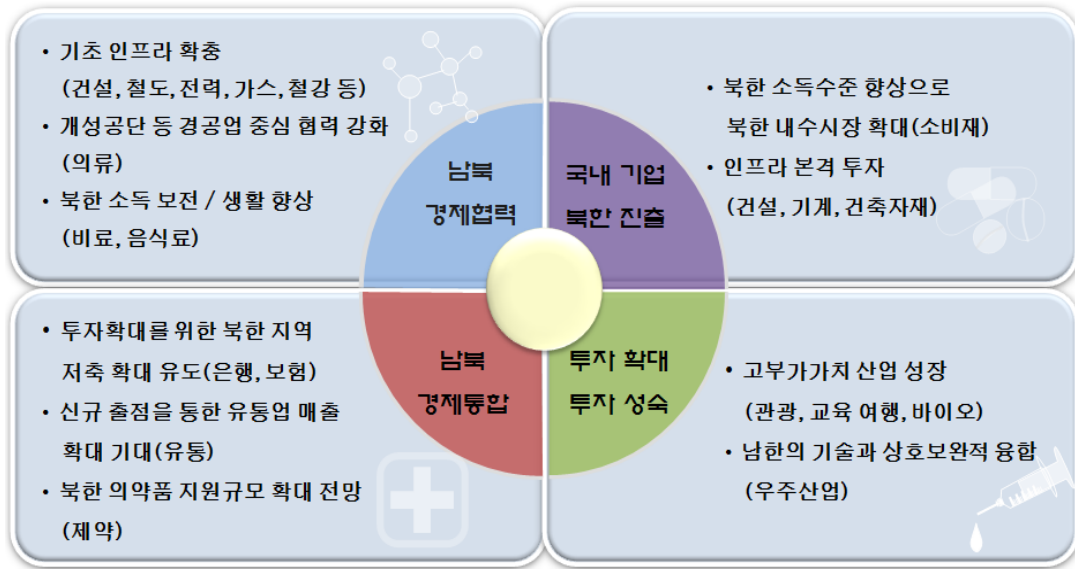 • 기초 인프라 확충
(건설, 철도, 전력, 가스, 철강 등)
• 개성공단 등 경공업 중심 협력 강화
(의류)
• 북한 소득 보전 / 생활 향상
(비료, 음식료)
남북
경제협력
국내 기업
북한 진출
• 북한 소득수준 향상으로
북한 내수시장 확대(소비재)
• 인프라 본격 투자
(건설, 기계, 건축자재)
• 투자확대를 위한 북한 지역
저축 확대 유도(은행, 보험)
• 신규 출점을 통한 유통업 매출
확대 기대(유통)
• 북한 의약품 지원규모 확대 전망
(제약)
남북
경제통합
투자 확대
투자 성숙
• 고부가가치 산업 성장
(관광, 교육 여행, 바이오)
• 남한의 기술과 상호보완적 융합
(우주산업)